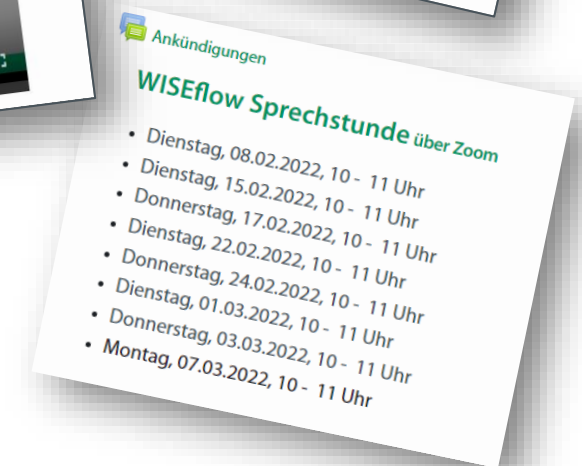 Ankündigungen
WISEflow Sprechstunde über Zoom
• Dienstag, 08.02.2022, 10 - 11 Uhr
• Dienstag, 15.02.2022, 10 - 11 Uhr
• Donnerstag, 17.02.2022, 10 - 11 Uhr
• Dienstag, 22.02.2022, 10 - 11 Uhr
• Donnerstag, 24.02.2022, 10 - 11 Uhr
• Dienstag, 01.03.2022, 10 - 11 Uhr
• Donnerstag, 03.03.2022, 10 - 11 Uhr
• Montag, 07.03.2022, 10 - 11 Uhr